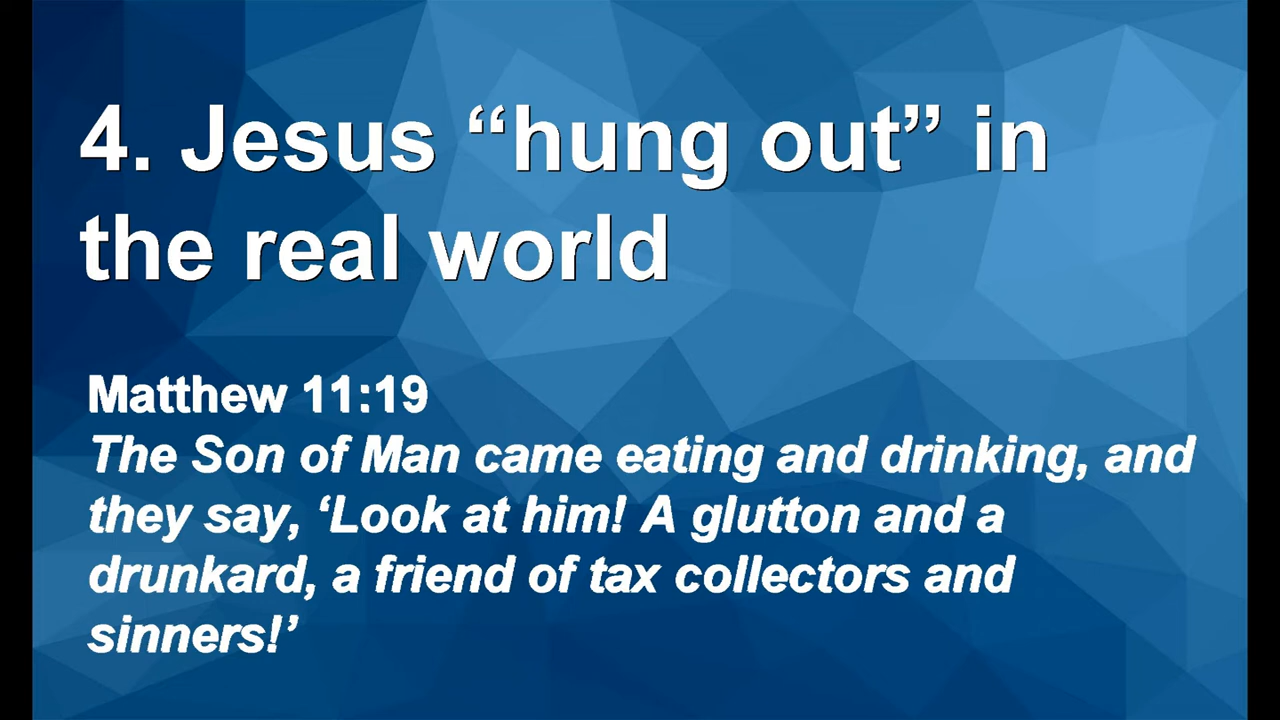 4. Jesus “hung out” in
the real world
Matthew 11:19
The Son of Man came eating and drinking, and
they say, ‘Look at him! A glutton and a
drunkard, a friend of tax collectors and
sinners!’